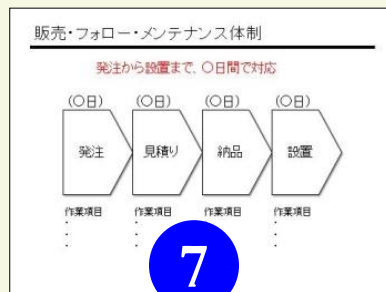 販売・フォロー・メンテナンス体制
発注から設置まで、〇日間で対応
(〇日) (〇日) (〇日) (〇日)
発注 見積り 納品 設置
作業項目 作業項目 作業項目 作業項目
・ ・ ・ ・
・ ・ ・ ・
・ ・ ・ ・
7